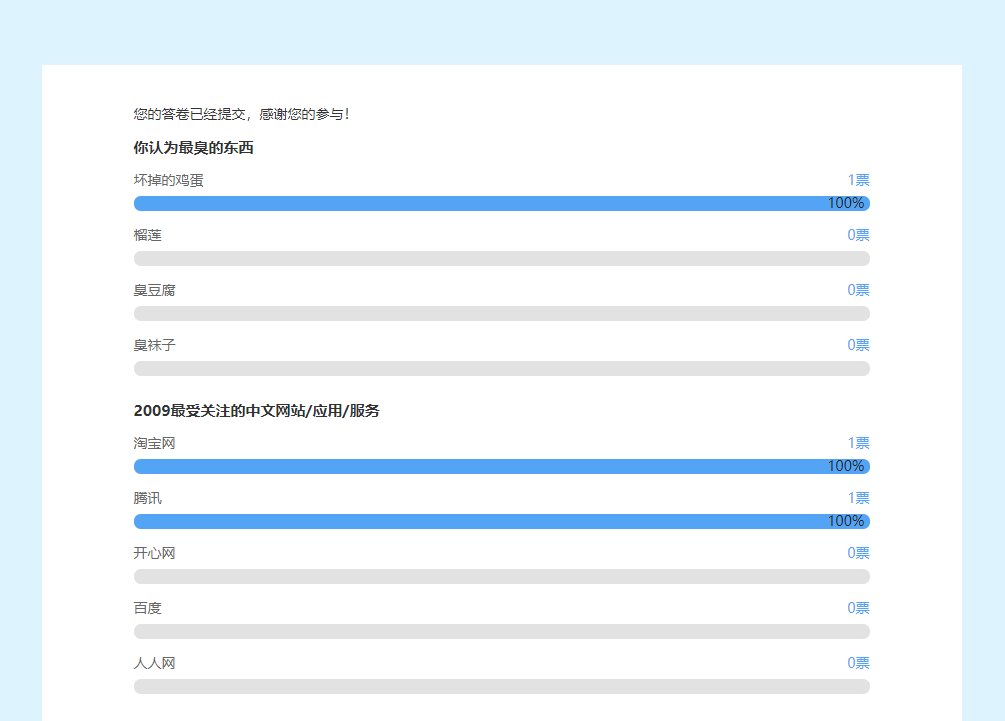 您的答卷已经提交，感谢您的参与！
你认为最臭的东西
坏掉的鸡蛋 1票
100%
榴莲 0票
臭豆腐 0票
臭袜子 0票
2009最受关注的中文网站/应用/服务
淘宝网 1票
100%
腾讯 1票
100%
开心网 0票
百度 0票
人人网 0票